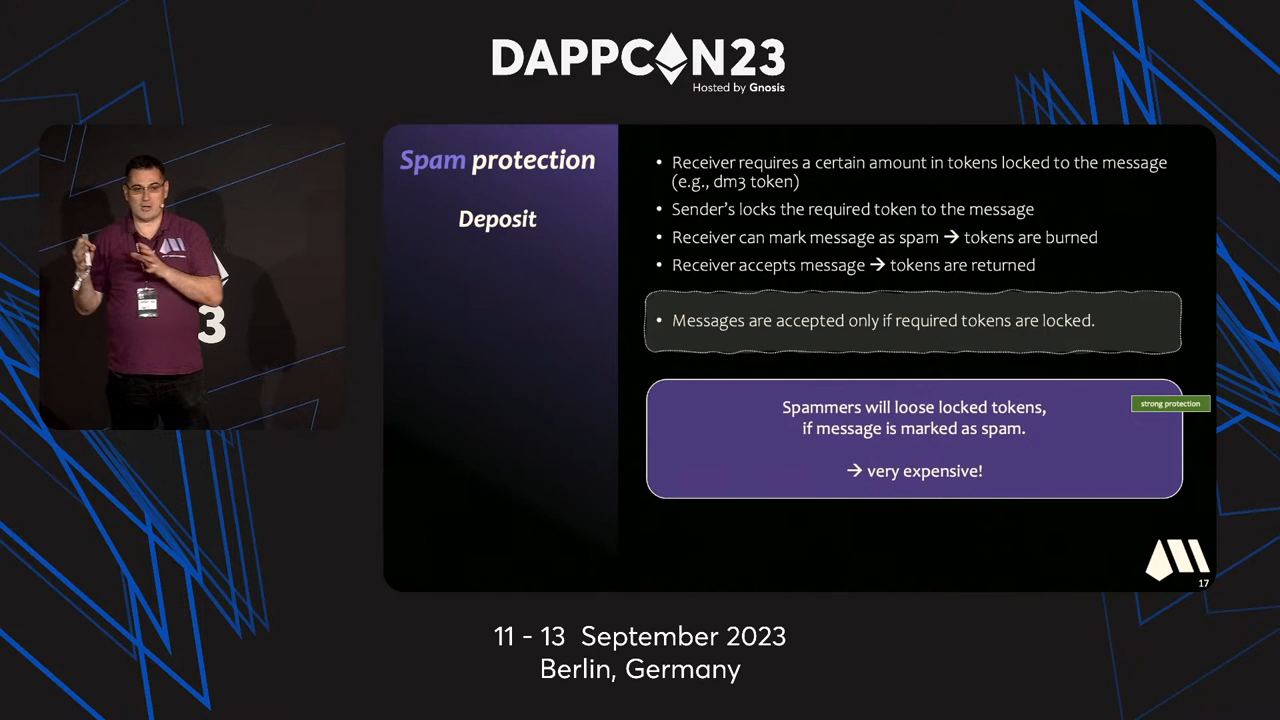 DAPPCON23
Hosted by Gnosis
3
Spam protection
Deposit
• Receiver requires a certain amount in tokens locked to the message
(e.g., dm3 token)
• Sender's locks the required token to the message
• Receiver can mark message as spam → tokens are burned
• Receiver accepts message → tokens are returned
• Messages are accepted only if required tokens are locked.
strong protection
Spammers will loose locked tokens,
if message is marked as spam.
→ very expensive!
17
11 - 13 September 2023
Berlin, Germany